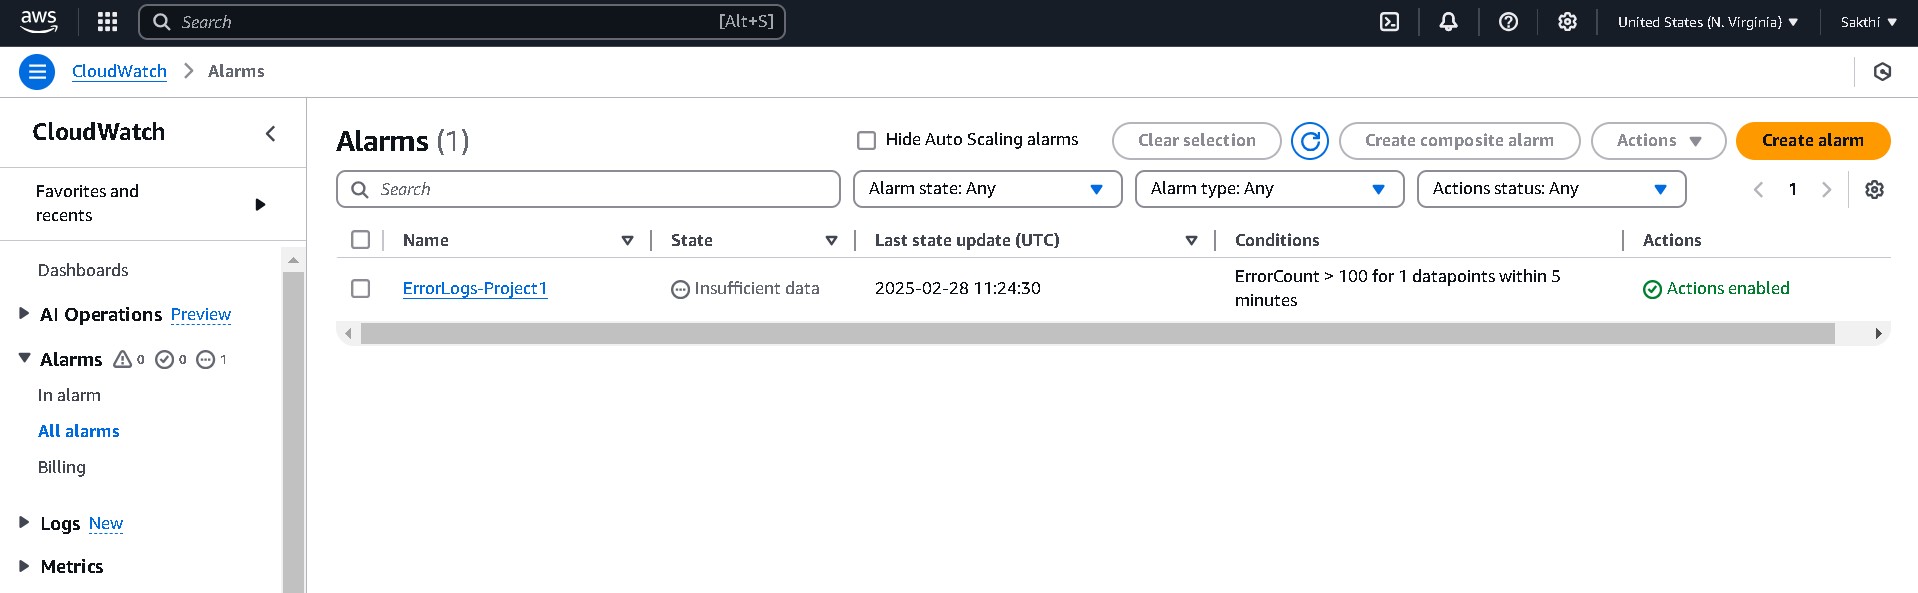 aws
Search [Alt+S]
United States (N. Virginia)
Sakthi
CloudWatch
Alarms
CloudWatch
Favorites and
recents
Dashboards
AI Operations Preview
Alarms 0 0 1
In alarm
All alarms
Billing
Logs New
Metrics
Alarms (1)
Hide Auto Scaling alarms
Clear selection
Create composite alarm
Actions
Create alarm
Search
Alarm state: Any
Alarm type: Any
Actions status: Any
1
Name State Last state update (UTC) Conditions Actions
ErrorLogs-Project1 Insufficient data 2025-02-28 11:24:30 ErrorCount > 100 for 1 datapoints within 5
minutes
Actions enabled